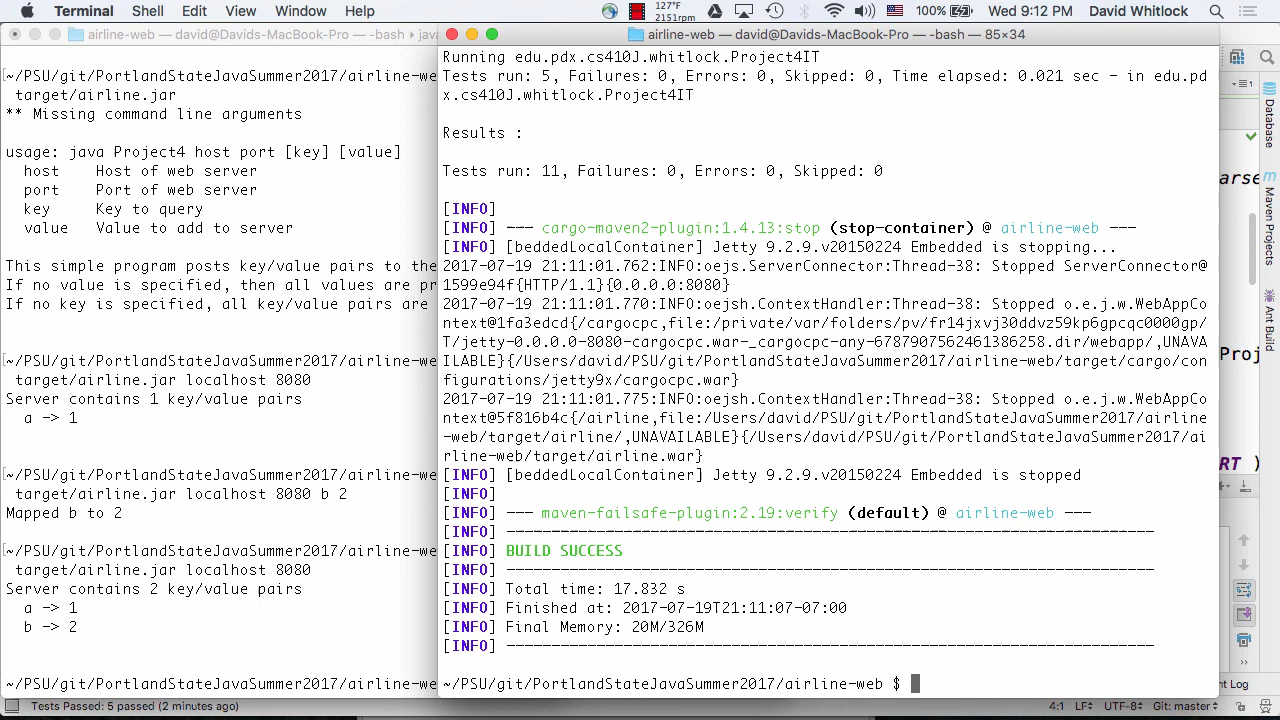 Terminal Shell Edit View Window Help 127°F 2151rpm 100% Wed 9:12 PM David Whitlock
airline-web — david@Davids-MacBook-Pro — -bash
airline-web — david@Davids-MacBook-Pro — -bash — 85×34
~/PSU/git/PortlandStateJavaSummer2017/airline-we
target/airline.jar
** Missing command line arguments
usage: java Project4 host port [key] [value]
host Host of web server
port Port of web server
key Key to query
value Value to add to server
This simple program posts key/value pairs to the
If no value is specified, then all values are pr
If no key is specified, all key/value pairs are
~/PSU/git/PortlandStateJavaSummer2017/airline-we
target/airline.jar localhost 8080
Server contains 1 key/value pairs
a -> 1
~/PSU/git/PortlandStateJavaSummer2017/airline-we
target/airline.jar localhost 8080 b 2
Mapped b to 2
~/PSU/git/PortlandStateJavaSummer2017/airline-we
target/airline.jar localhost 8080
Server contains 2 key/value pairs
a -> 1
b -> 2
~/PSU/git/PortlandStateJavaSummer2017/airline-we
Running edu.pdx.cs410J.whitlock.Project4IT
Tests run: 5, Failures: 0, Errors: 0, Skipped: 0, Time elapsed: 0.021 sec - in edu.pd
x.cs410J.whitlock.Project4IT
Results :
Tests run: 11, Failures: 0, Errors: 0, Skipped: 0
[INFO]
[INFO] --- cargo-maven2-plugin:1.4.13:stop (stop-container) @ airline-web ---
[INFO] [beddedLocalContainer] Jetty 9.2.9.v20150224 Embedded is stopping...
2017-07-19 21:11:01.762:INFO:oejs.ServerConnector:Thread-38: Stopped ServerConnector@
1599e94f{HTTP/1.1}{0.0.0.0:8080}
2017-07-19 21:11:01.770:INFO:oejsh.ContextHandler:Thread-38: Stopped o.e.j.w.WebAppCo
ntext@1fa3edcd{/cargocpc,file:/private/var/folders/pv/fr14jxvj30ddvz59kp6gpcqc0000gp/
T/jetty-0.0.0.0-8080-cargocpc.war-_cargocpc-any-6787907562461386258.dir/webapp/,UNAVA
ILABLE}{/Users/david/PSU/git/PortlandStateJavaSummer2017/airline-web/target/cargo/con
figurations/jetty9x/cargocpc.war}
2017-07-19 21:11:01.775:INFO:oejsh.ContextHandler:Thread-38: Stopped o.e.j.w.WebAppCo
ntext@5f816b4c{/airline,file:/Users/david/PSU/git/PortlandStateJavaSummer2017/airline
-web/target/airline/,UNAVAILABLE}{/Users/david/PSU/git/PortlandStateJavaSummer2017/ai
rline-web/target/airline.war}
[INFO] [beddedLocalContainer] Jetty 9.2.9.v20150224 Embedded is stopped
[INFO]
[INFO] --- maven-failsafe-plugin:2.19:verify (default) @ airline-web ---
[INFO] ------------------------------------------------------------------------
[INFO] BUILD SUCCESS
[INFO] ------------------------------------------------------------------------
[INFO] Total time: 17.832 s
[INFO] Finished at: 2017-07-19T21:11:07-07:00
[INFO] Final Memory: 20M/326M
[INFO] ------------------------------------------------------------------------
~/PSU/git/PortlandStateJavaSummer2017/airline-web $
Database
Maven Projects
Ant Build
arse
Proj
RT )
nt Log
Tests Passed: 5 passed (2 minutes ago) 4:1 LF÷ UTF-8÷ Git: master÷